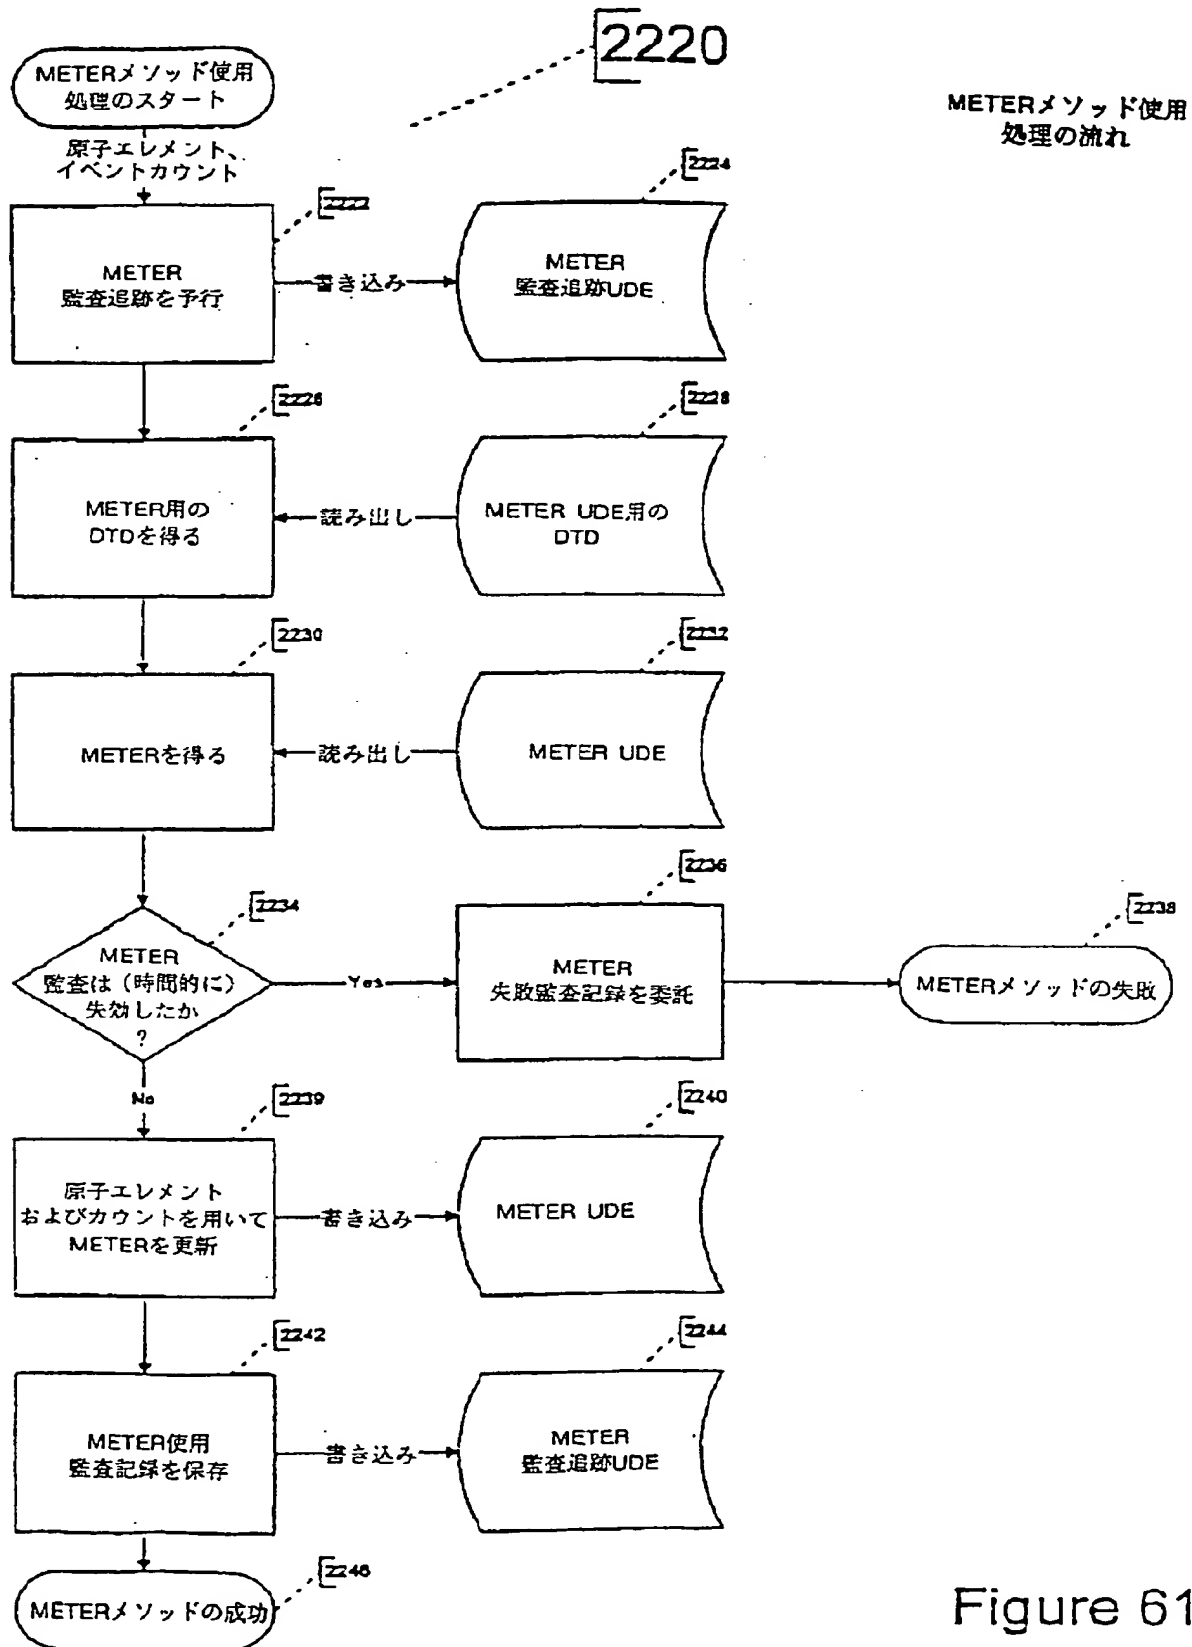 2220
METERメソッド使用
処理のスタート
METERメソッド使用
処理の流れ
原子エレメント、
イベントカウント
2222
2224
METER
監査追跡を予行
書き込み
METER
監査追跡UDE
2226
2228
METER用の
DTDを得る
読み出し
METER UDE用の
DTD
2230
2232
METERを得る
読み出し
METER UDE
2234
2236
2238
METER
監査は（時間的に）
失効したか
?
Yes
METER
失敗監査記録を委託
METERメソッドの失敗
No
2239
2240
原子エレメント
およびカウントを用いて
METERを更新
書き込み
METER UDE
2242
2244
METER使用
監査記録を保存
書き込み
METER
監査追跡UDE
2246
METERメソッドの成功
Figure 61